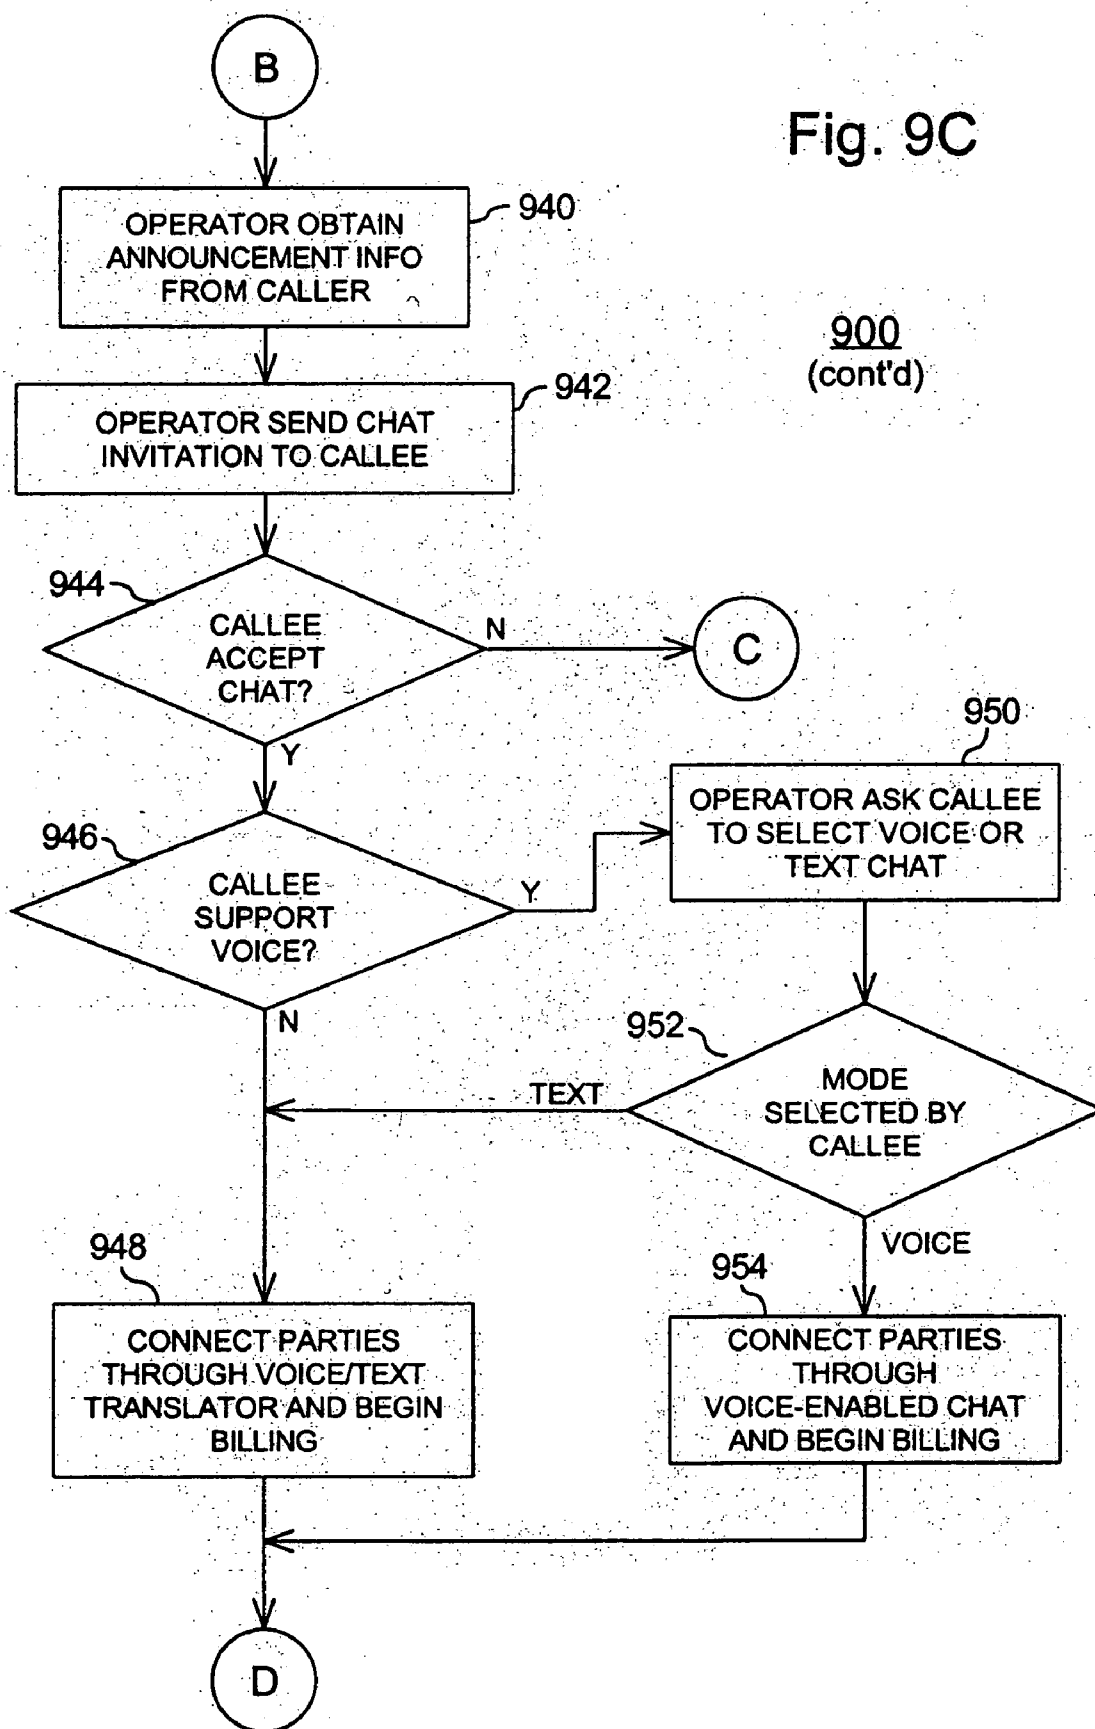 B
Fig. 9C
OPERATOR OBTAIN
ANNOUNCEMENT INFO
FROM CALLER
940
900
(cont'd)
OPERATOR SEND CHAT
INVITATION TO CALLEE
942
944
CALLEE
ACCEPT
CHAT?
N
C
Y
950
OPERATOR ASK CALLEE
TO SELECT VOICE OR
TEXT CHAT
946
CALLEE
SUPPORT
VOICE?
Y
N
952
MODE
SELECTED BY
CALLEE
TEXT
VOICE
948
CONNECT PARTIES
THROUGH VOICE/TEXT
TRANSLATOR AND BEGIN
BILLING
954
CONNECT PARTIES
THROUGH
VOICE-ENABLED CHAT
AND BEGIN BILLING
D